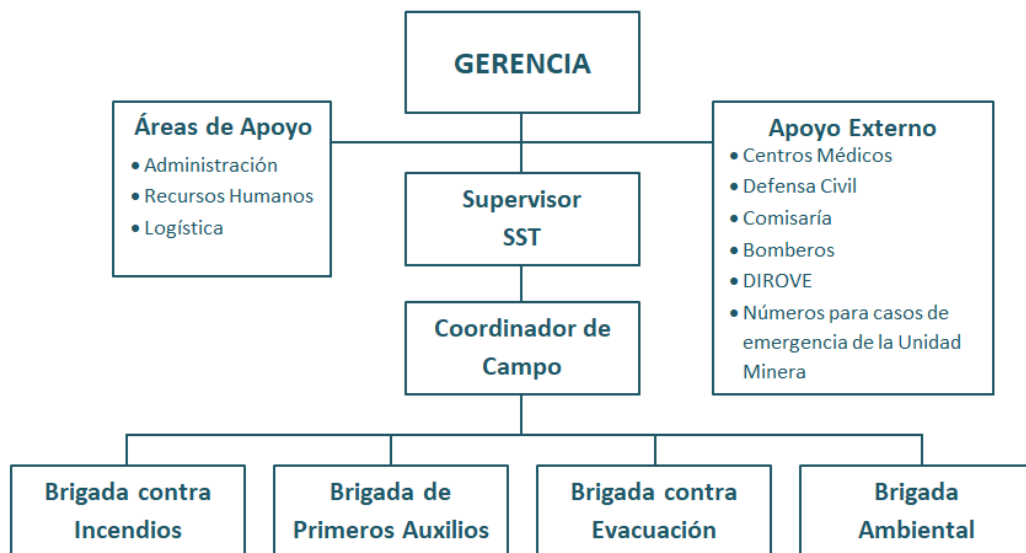 GERENCIA
Áreas de Apoyo
• Administración
• Recursos Humanos
• Logística
Apoyo Externo
• Centros Médicos
• Defensa Civil
• Comisaría
• Bomberos
• DIROVE
• Números para casos de
emergencia de la Unidad
Minera
Supervisor
SST
Coordinador de
Campo
Brigada contra
Incendios
Brigada de
Primeros Auxilios
Brigada contra
Evacuación
Brigada
Ambiental